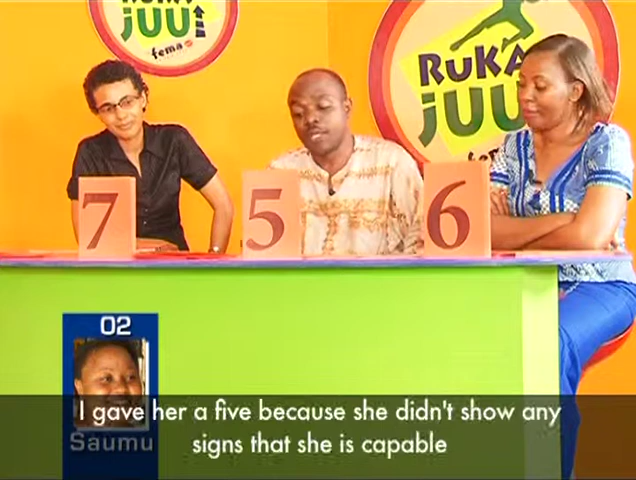 RUKA
JUU
fema
RUKA
JUU
fe
7
5
6
02
I gave her a five because she didn't show any
Saumu
signs that she is capable